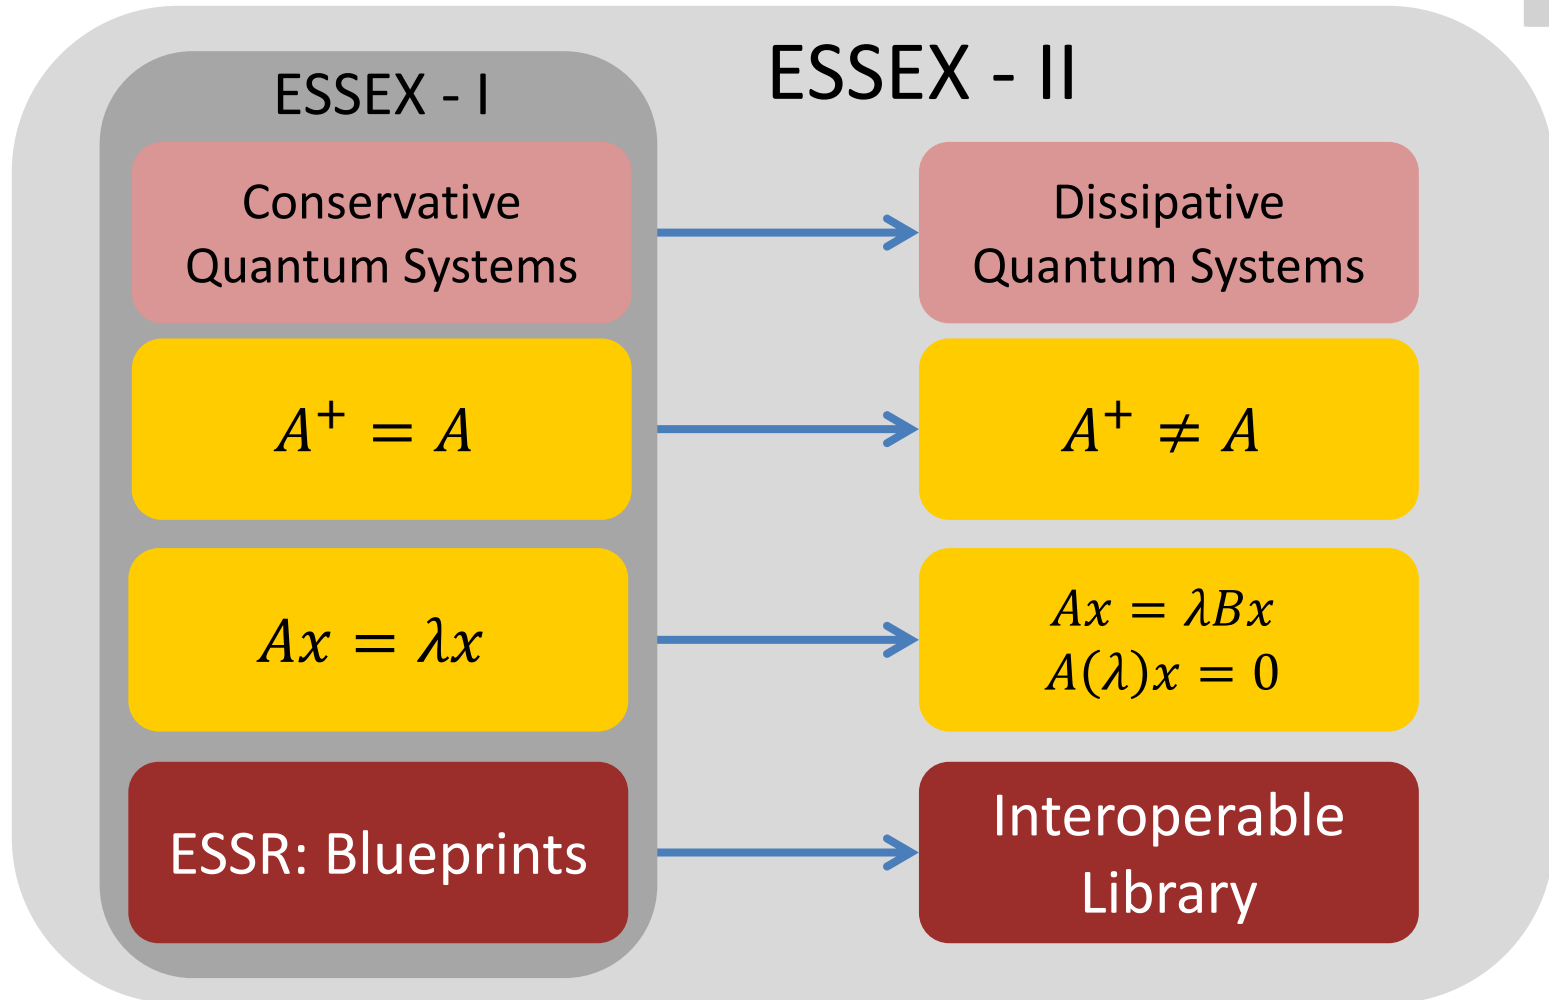 ESSEX - II
ESSEX - I
Conservative
Quantum Systems
Dissipative
Quantum Systems
A⁺ = A
A⁺ ≠ A
Ax = λx
Ax = λBx
A(λ)x = 0
ESSR: Blueprints
Interoperable
Library